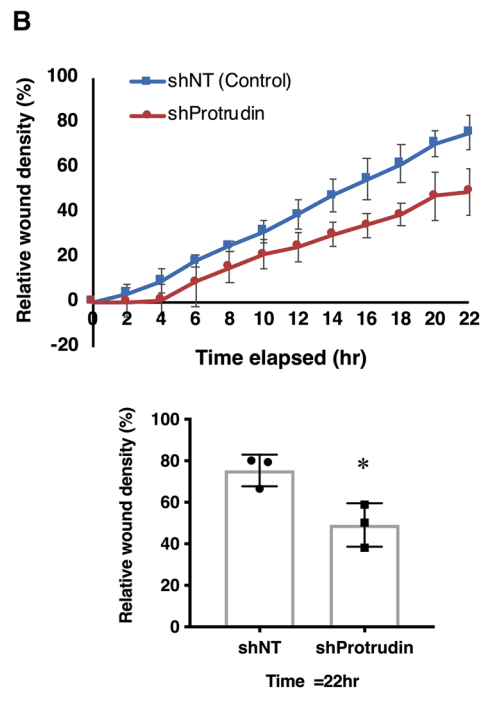 B
Relative wound density (%)
100
80
60
40
20
0
-20
shNT (Control)
shProtrudin
0 2 4 6 8 10 12 14 16 18 20 22
Time elapsed (hr)
Relative wound density (%)
100
80
60
40
20
0
*
shNT shProtrudin
Time =22hr